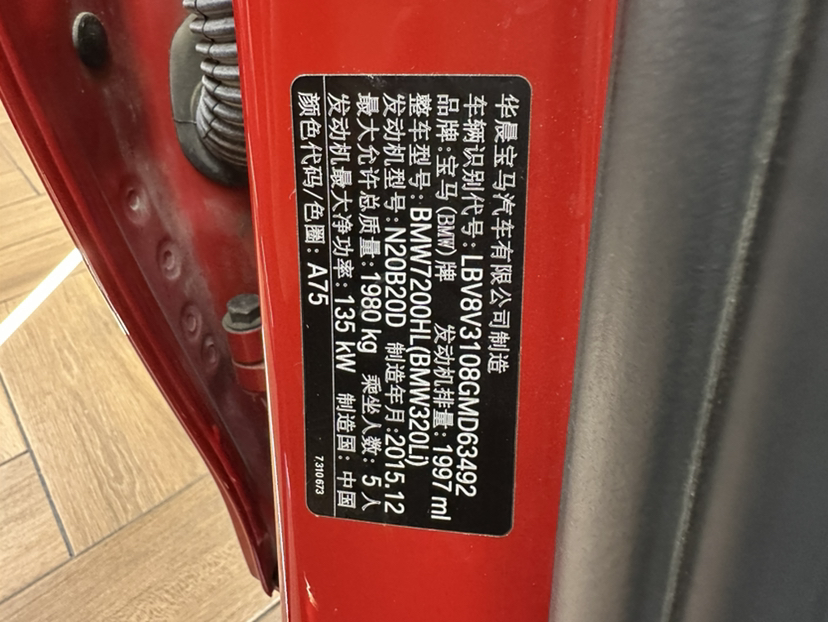 华晨宝马汽车有限公司制造
车辆识别代号: LBV8V3108GMD63492
品牌: 宝马(BMW)牌 发动机排量: 1997 ml
整车型号: BMW7200HL(BMW320Li)
发动机型号: N20B20D 制造年月: 2015.12
最大允许总质量: 1980 kg 乘坐人数: 5 人
发动机最大净功率: 135 kW 制造国: 中国
颜色代码/色圈: A75
7,310 673